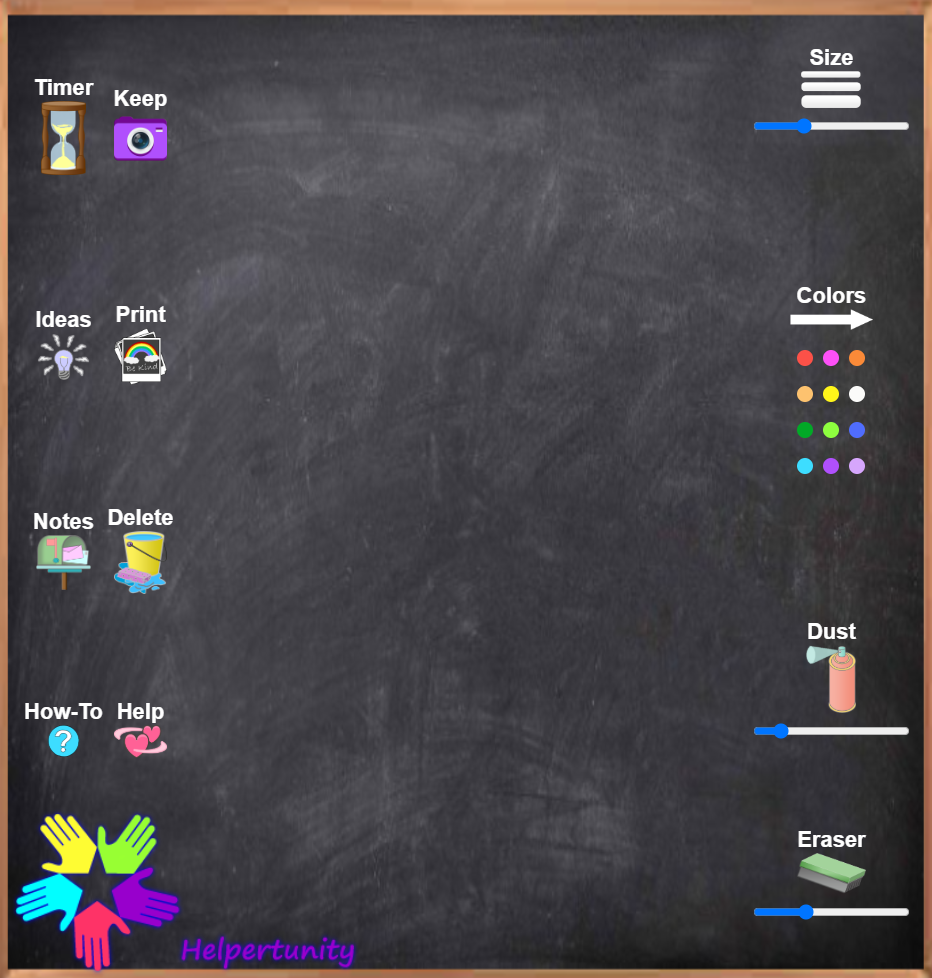 Size
Timer
Keep
Colors
Ideas
Print
Be Kind
Notes
Delete
Dust
How-To
Help
?
Eraser
Helpertunity